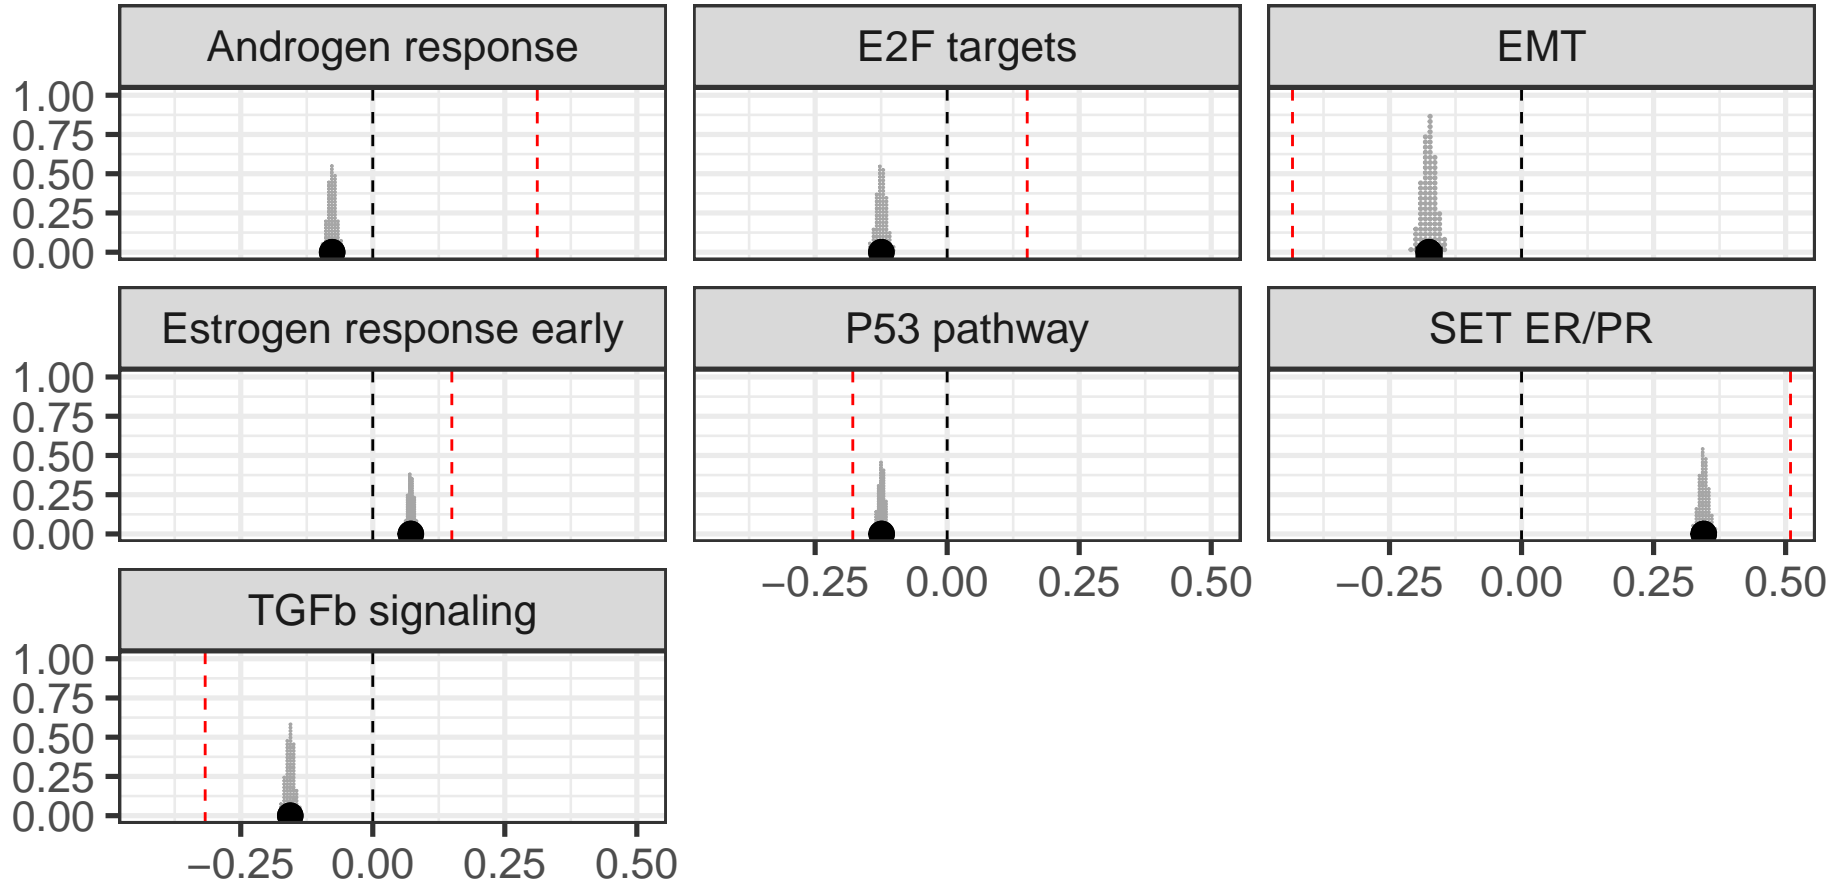 Androgen response
E2F targets
EMT
1.00
0.75
0.50
0.25
0.00
Estrogen response early
P53 pathway
SET ER/PR
1.00
0.75
0.50
0.25
0.00
−0.25 0.00 0.25 0.50
−0.25 0.00 0.25 0.50
TGFb signaling
1.00
0.75
0.50
0.25
0.00
−0.25 0.00 0.25 0.50